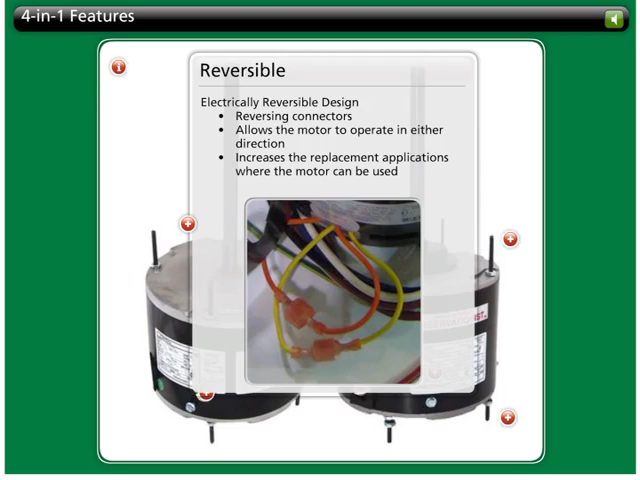 4-in-1 Features
Reversible
Electrically Reversible Design
• Reversing connectors
• Allows the motor to operate in either
direction
• Increases the replacement applications
where the motor can be used